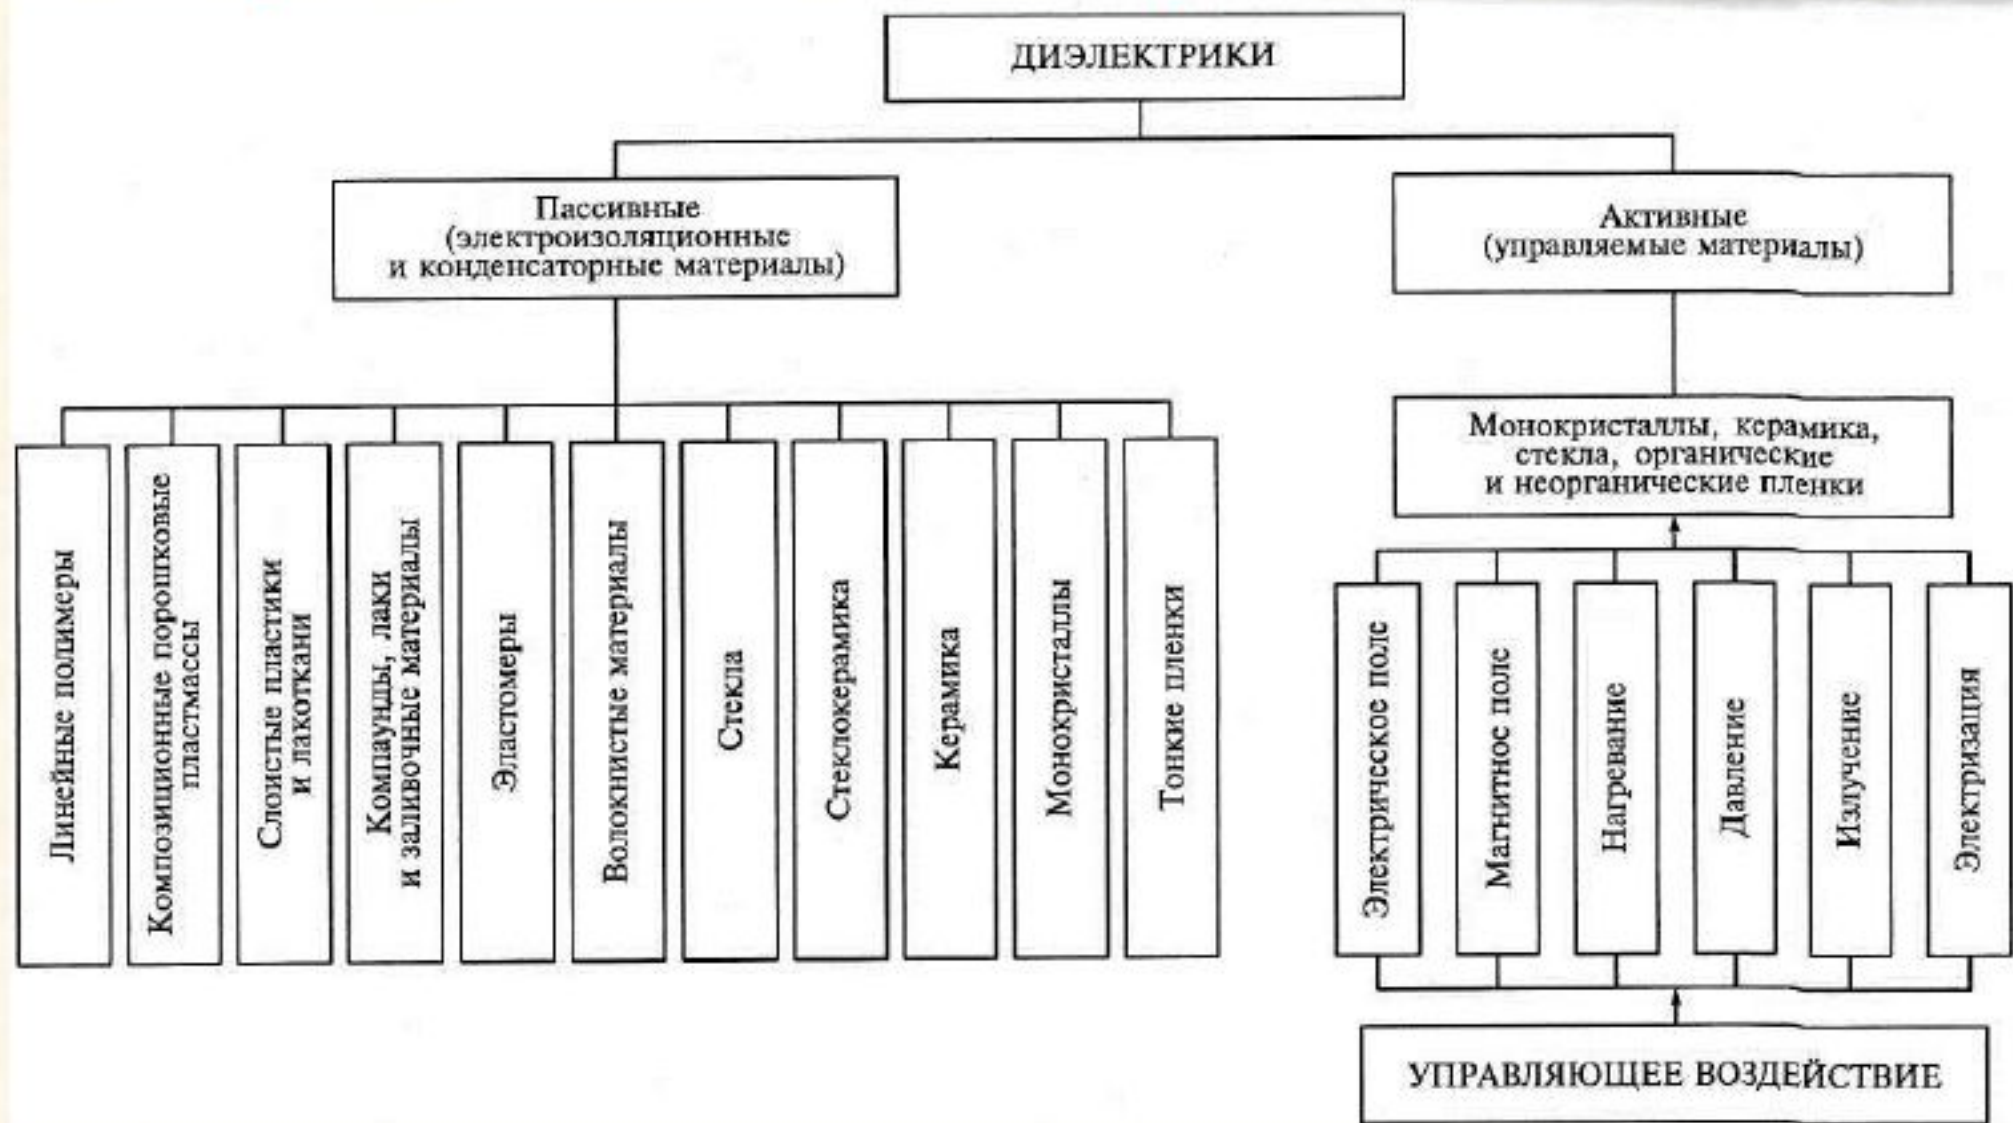 ДИЭЛЕКТРИКИ
Пассивные
(электроизоляционные
и конденсаторные материалы)
Активные
(управляемые материалы)
Линейные полимеры
Композиционные порошковые
пластмассы
Слоистые пластики
и лакоткани
Компаунды, лаки
и заливочные материалы
Эластомеры
Волокнистые материалы
Стекла
Стеклокерамика
Керамика
Монокристаллы
Тонкие пленки
Монокристаллы, керамика,
стекла, органические
и неорганические пленки
Электрическое поле
Магнитное поле
Нагревание
Давление
Излучение
Электризация
УПРАВЛЯЮЩЕЕ ВОЗДЕЙСТВИЕ